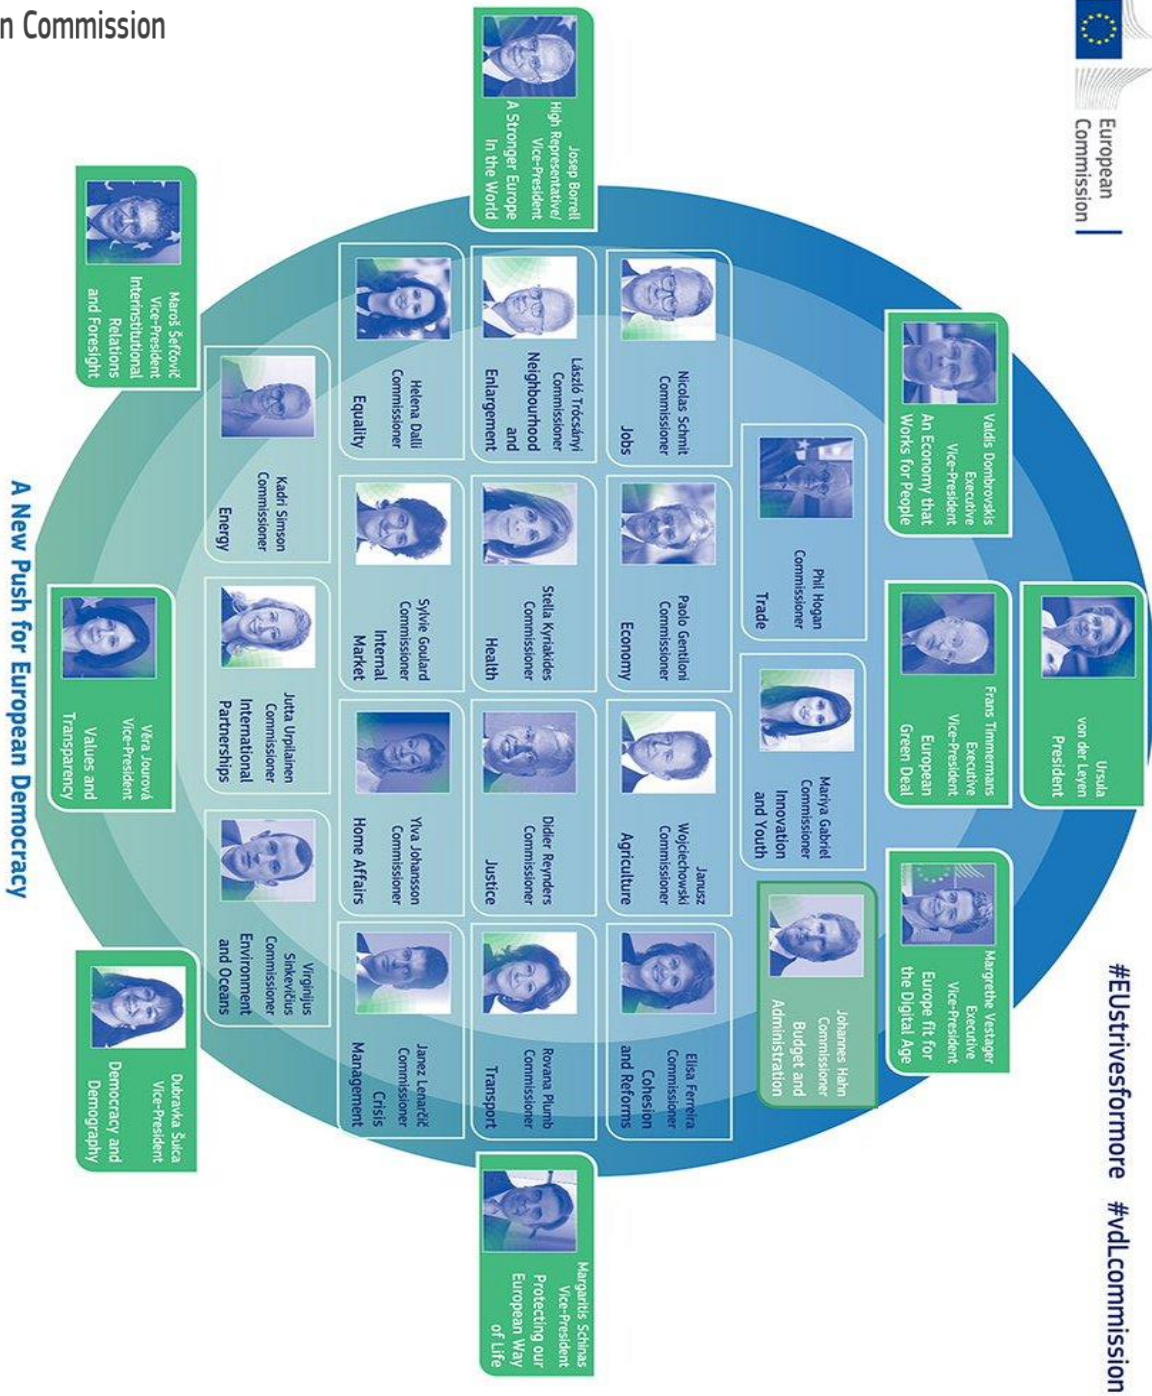 n Commission
European
Commission
#EUstrivesformore #vdLcommission
Ursula
von der Leyen
President
Valdis Dombrovskis
Executive
Vice-President
An Economy that
Works for People
Frans Timmermans
Executive
Vice-President
European
Green Deal
Margrethe Vestager
Executive
Vice-President
Europe fit for
the Digital Age
Phil Hogan
Commissioner
Trade
Mariya Gabriel
Commissioner
Innovation
and Youth
Johannes Hahn
Commissioner
Budget and
Administration
Nicolas Schmit
Commissioner
Jobs
Paolo Gentiloni
Commissioner
Economy
Janusz
Wojciechowski
Commissioner
Agriculture
Elisa Ferreira
Commissioner
Cohesion
and Reforms
Josep Borrell
High Representative/
Vice-President
A Stronger Europe
In the World
László Trócsányi
Commissioner
Neighbourhood
and
Enlargement
Stella Kyriakides
Commissioner
Health
Didier Reynders
Commissioner
Justice
Rovana Plumb
Commissioner
Transport
Margaritis Schinas
Vice-President
Protecting our
European Way
of Life
Helena Dalli
Commissioner
Equality
Sylvie Goulard
Commissioner
Internal
Market
Ylva Johansson
Commissioner
Home Affairs
Janez Lenarčič
Commissioner
Crisis
Management
Kadri Simson
Commissioner
Energy
Jutta Urpilainen
Commissioner
International
Partnerships
Virginijus
Sinkevičius
Commissioner
Environment
and Oceans
Maroš Šefčovič
Vice-President
Interinstitutional
Relations
and Foresight
Věra Jourová
Vice-President
Values and
Transparency
Dubravka Šuica
Vice-President
Democracy and
Demography
A New Push for European Democracy